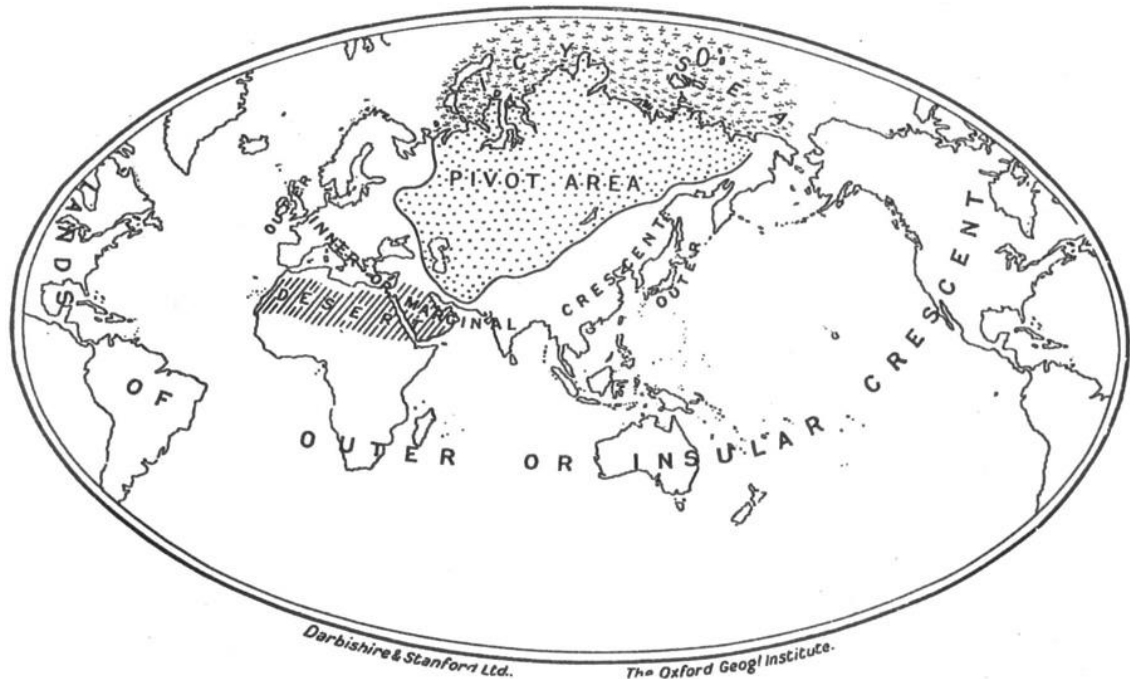 ICY SEA
PIVOT AREA
LANDS
OUTER
INNER OR MARGINAL CRESCENT
OUTER
DESERT
OF
OUTER OR INSULAR CRESCENT
Darbishire & Stanford Ltd..
The Oxford Geogl Institute.